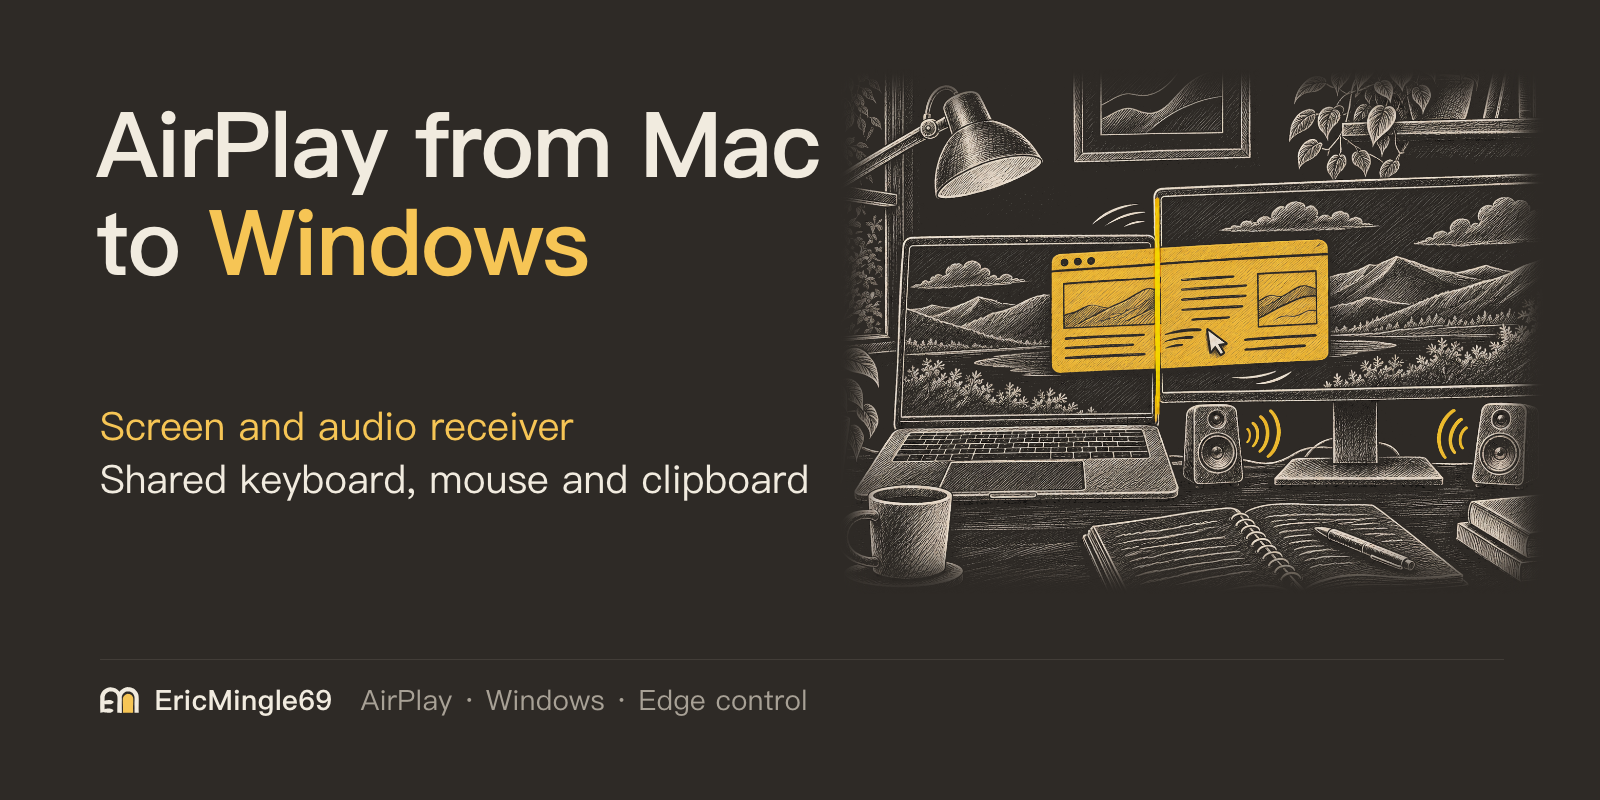 AirPlay from Mac
to Windows
Screen and audio receiver
Shared keyboard, mouse and clipboard
EricMingle69 AirPlay · Windows · Edge control